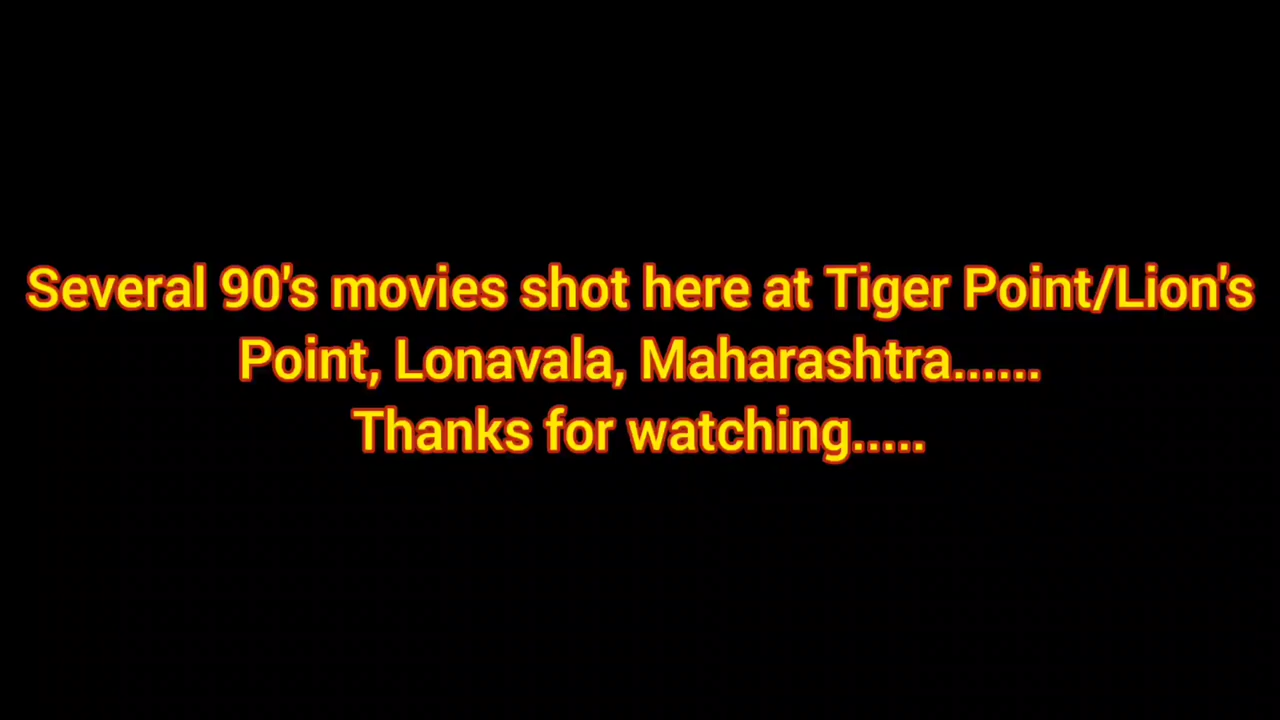 Several 90's movies shot here at Tiger Point/Lion's
Point, Lonavala, Maharashtra......
Thanks for watching.....